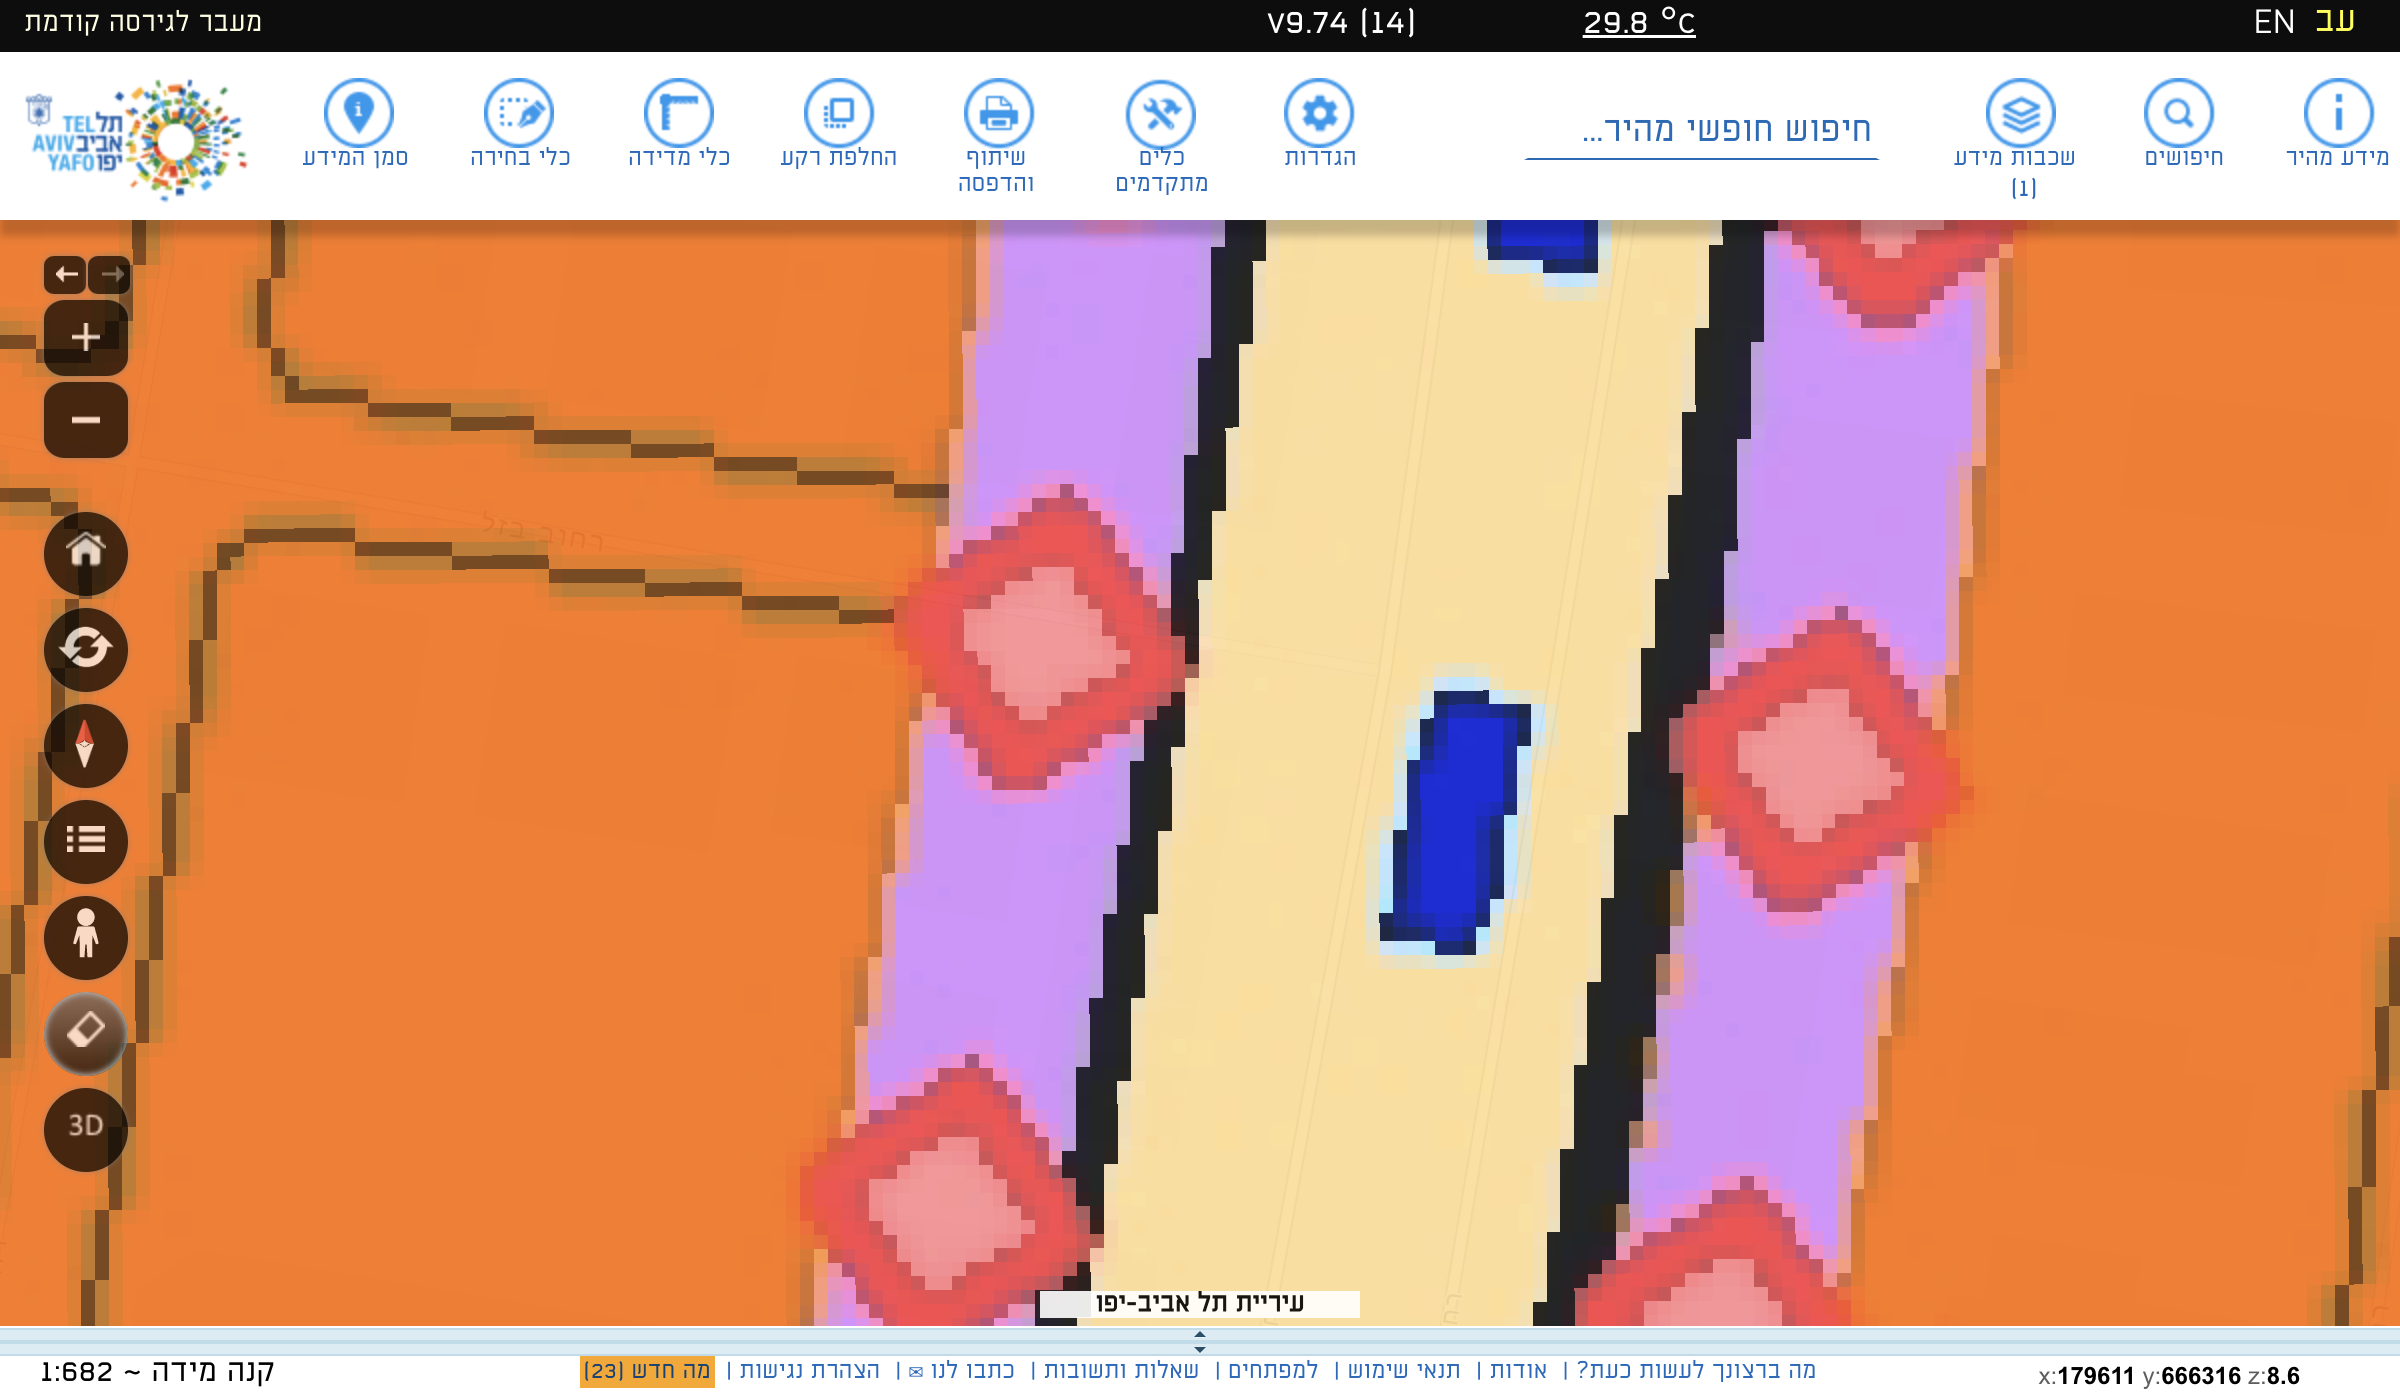 עב EN
29.8 °C
V9.74 (14)
מעבר לגירסה קודמת
מידע מהיר
חיפושים
שכבות מידע
(1)
חיפוש חופשי מהיר...
הגדרות
כלים
מתקדמים
שיתוף
והדפסה
החלפת רקע
כלי מדידה
כלי בחירה
סמן המידע
תל TEL
אביב AVIV
יפו YAFO
רחוב בזל
3D
עיריית תל אביב-יפו
קנה מידה ~ 1:682
מה ברצונך לעשות כעת? | אודות | תנאי שימוש | למפתחים | שאלות ותשובות | כתבו לנו ✉ | הצהרת נגישות | מה חדש (23)
x:179611 y:666316 z:8.6